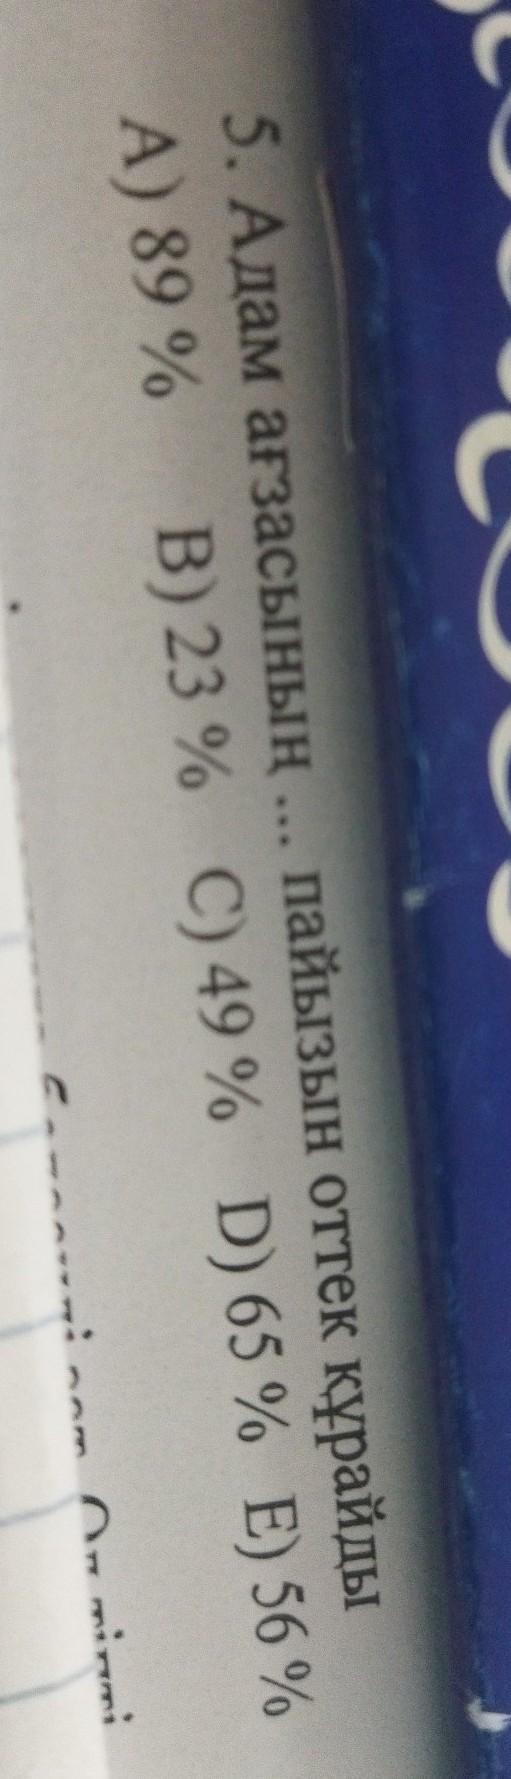 5. Адам ағзасының ... пайызын оттек құрайды
A) 89 % B) 23 % C) 49 % D) 65 % E) 56 %